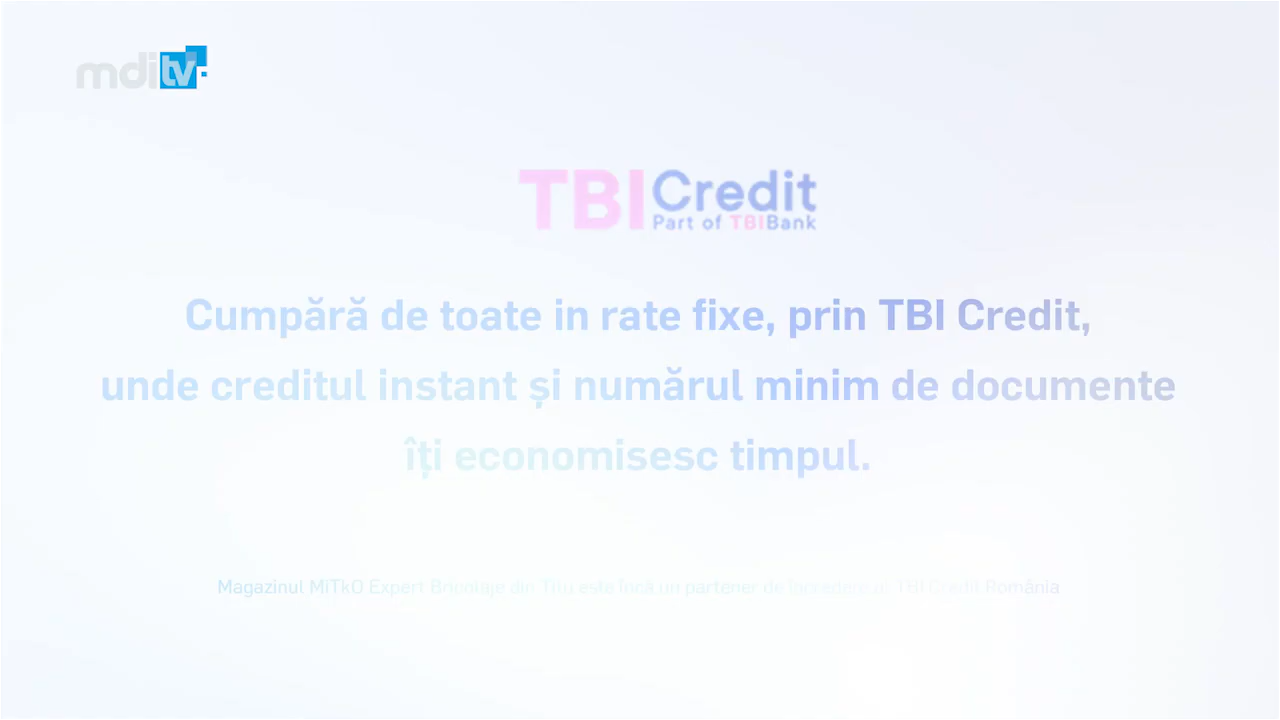 mditv
TBI Credit
Part of TBIBank
Cumpără de toate in rate fixe, prin TBI Credit,
unde creditul instant și numărul minim de documente
îți economisesc timpul.
Magazinul MiTkO Expert Bricolaje din Titu este încă un partener de încredere al TBI Credit România